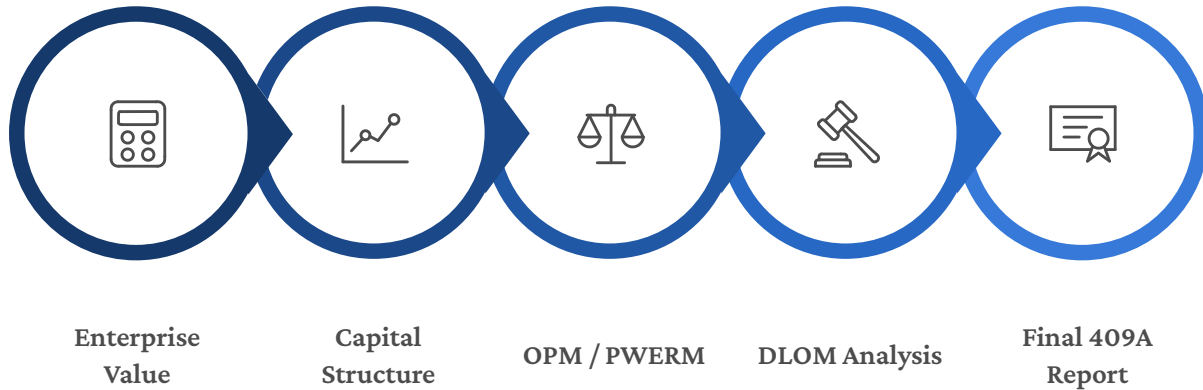 Enterprise
Value
Capital
Structure
OPM / PWERM
DLOM Analysis
Final 409A
Report